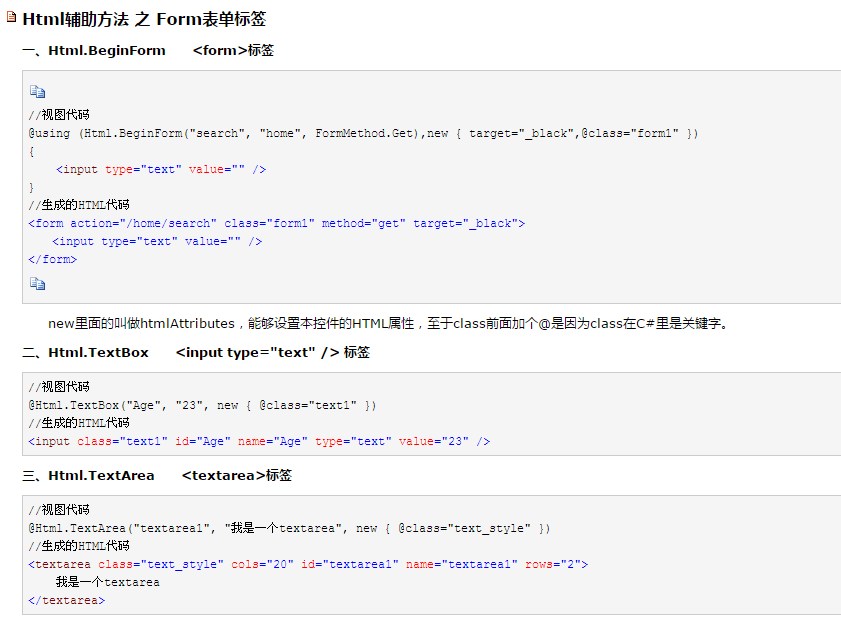 Html辅助方法 之 Form表单标签
一、Html.BeginForm <form>标签
//视图代码
@using (Html.BeginForm("search", "home", FormMethod.Get),new { target="_black",@class="form1" })
{
<input type="text" value="" />
}
//生成的HTML代码
<form action="/home/search" class="form1" method="get" target="_black">
<input type="text" value="" />
</form>
new里面的叫做htmlAttributes，能够设置本控件的HTML属性，至于class前面加个@是因为class在C#里是关键字。
二、Html.TextBox <input type="text" /> 标签
//视图代码
@Html.TextBox("Age", "23", new { @class="text1" })
//生成的HTML代码
<input class="text1" id="Age" name="Age" type="text" value="23" />
三、Html.TextArea <textarea>标签
//视图代码
@Html.TextArea("textarea1", "我是一个textarea", new { @class="text_style" })
//生成的HTML代码
<textarea class="text_style" cols="20" id="textarea1" name="textarea1" rows="2">
我是一个textarea
</textarea>